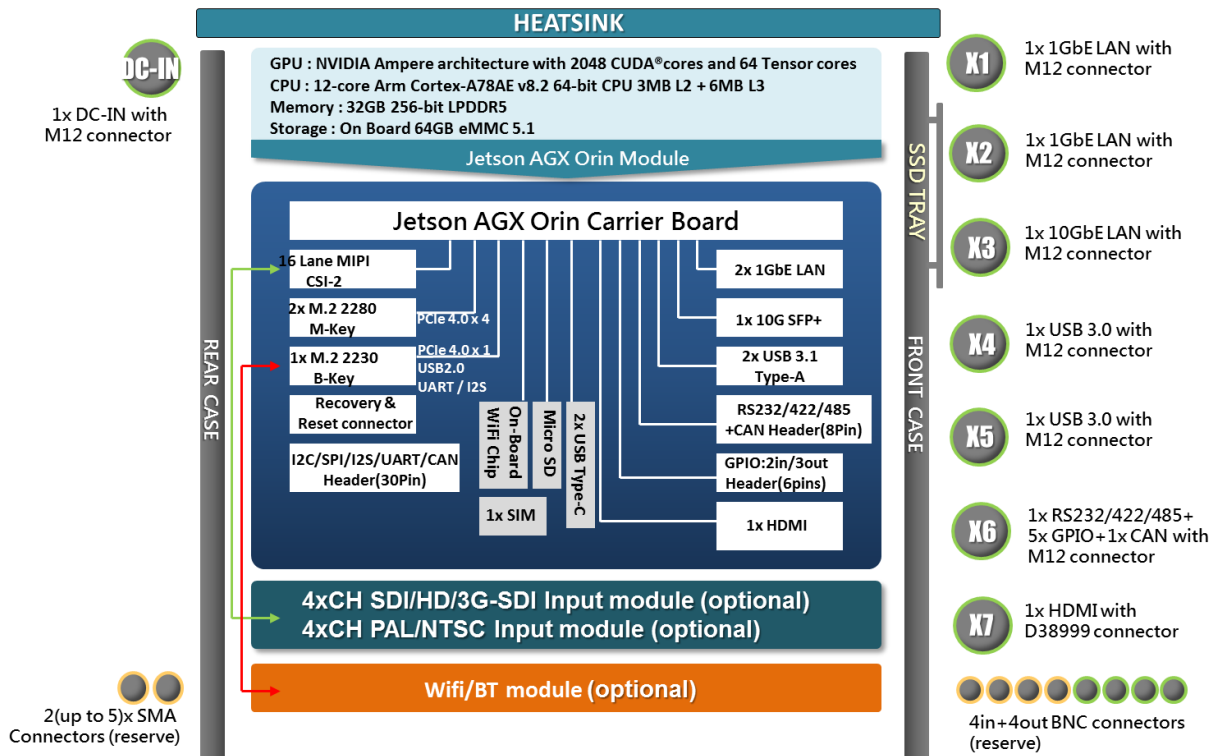 HEATSINK
DC-IN
1x DC-IN with
M12 connector
GPU : NVIDIA Ampere architecture with 2048 CUDA®cores and 64 Tensor cores
CPU : 12-core Arm Cortex-A78AE v8.2 64-bit CPU 3MB L2 + 6MB L3
Memory : 32GB 256-bit LPDDR5
Storage : On Board 64GB eMMC 5.1
Jetson AGX Orin Module
Jetson AGX Orin Carrier Board
16 Lane MIPI
CSI-2
2x M.2 2280
M-Key
PCIe 4.0 x 4
1x M.2 2230
B-Key
PCIe 4.0 x 1
USB2.0
UART / I2S
Recovery &
Reset connector
I2C/SPI/I2S/UART/CAN
Header(30Pin)
On-Board
WiFi Chip
Micro SD
2x USB Type-C
1x SIM
2x 1GbE LAN
1x 10G SFP+
2x USB 3.1
Type-A
RS232/422/485
+CAN Header(8Pin)
GPIO:2in/3out
Header(6pins)
1x HDMI
4xCH SDI/HD/3G-SDI Input module (optional)
4xCH PAL/NTSC Input module (optional)
Wifi/BT module (optional)
REAR CASE
SSD TRAY
FRONT CASE
X1
1x 1GbE LAN with
M12 connector
X2
1x 1GbE LAN with
M12 connector
X3
1x 10GbE LAN with
M12 connector
X4
1x USB 3.0 with
M12 connector
X5
1x USB 3.0 with
M12 connector
X6
1x RS232/422/485+
5x GPIO+1x CAN with
M12 connector
X7
1x HDMI with
D38999 connector
2(up to 5)x SMA
Connectors (reserve)
4in+4out BNC connectors
(reserve)